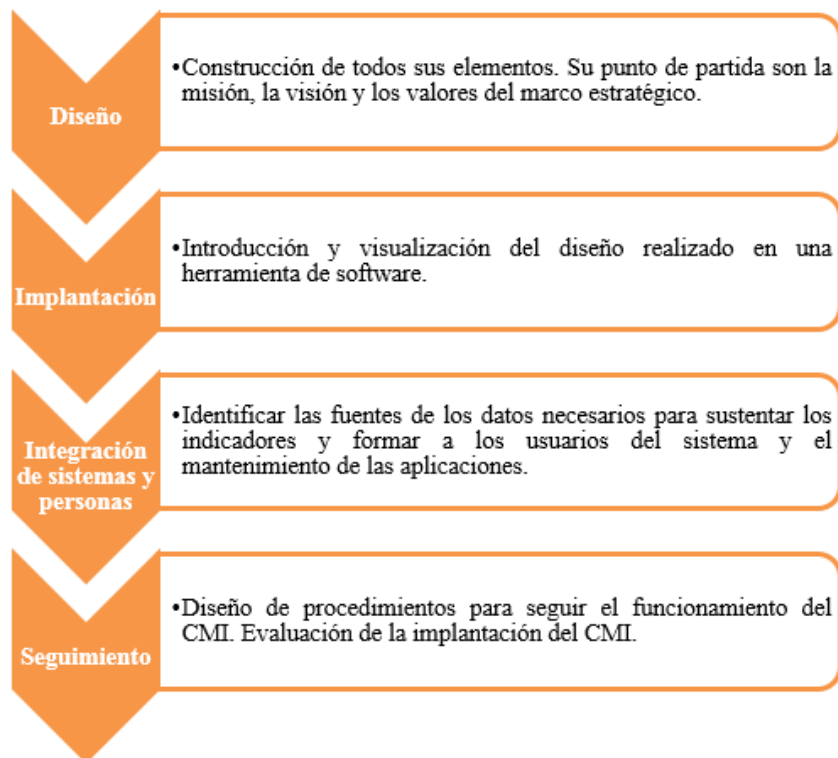 Diseño
•Construcción de todos sus elementos. Su punto de partida son la
misión, la visión y los valores del marco estratégico.
Implantación
•Introducción y visualización del diseño realizado en una
herramienta de software.
Integración
de sistemas y
personas
•Identificar las fuentes de los datos necesarios para sustentar los
indicadores y formar a los usuarios del sistema y el
mantenimiento de las aplicaciones.
Seguimiento
•Diseño de procedimientos para seguir el funcionamiento del
CMI. Evaluación de la implantación del CMI.